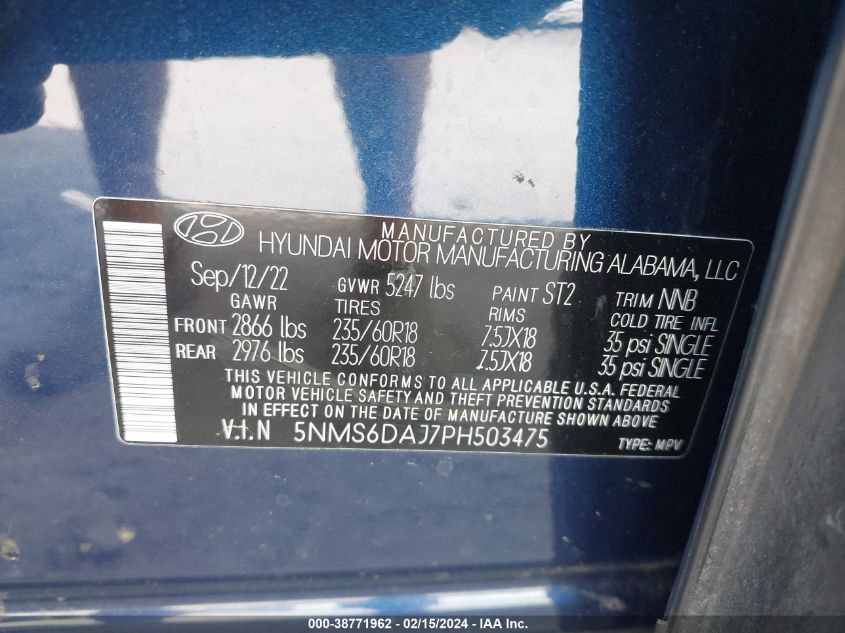 MANUFACTURED BY
HYUNDAI MOTOR MANUFACTURING ALABAMA, LLC
Sep/12/22 GVWR 5247 lbs PAINT ST2 TRIM NNB
GAWR TIRES RIMS COLD TIRE INFL
FRONT 2866 lbs 235/60R18 7.5JX18 35 psi SINGLE
REAR 2976 lbs 235/60R18 7.5JX18 35 psi SINGLE
THIS VEHICLE CONFORMS TO ALL APPLICABLE U.S.A. FEDERAL
MOTOR VEHICLE SAFETY AND THEFT PREVENTION STANDARDS
IN EFFECT ON THE DATE OF MANUFACTURE SHOWN ABOVE
V.I.N 5NMS6DAJ7PH503475 TYPE: MPV
000-38771962 - 02/15/2024 - IAA Inc.